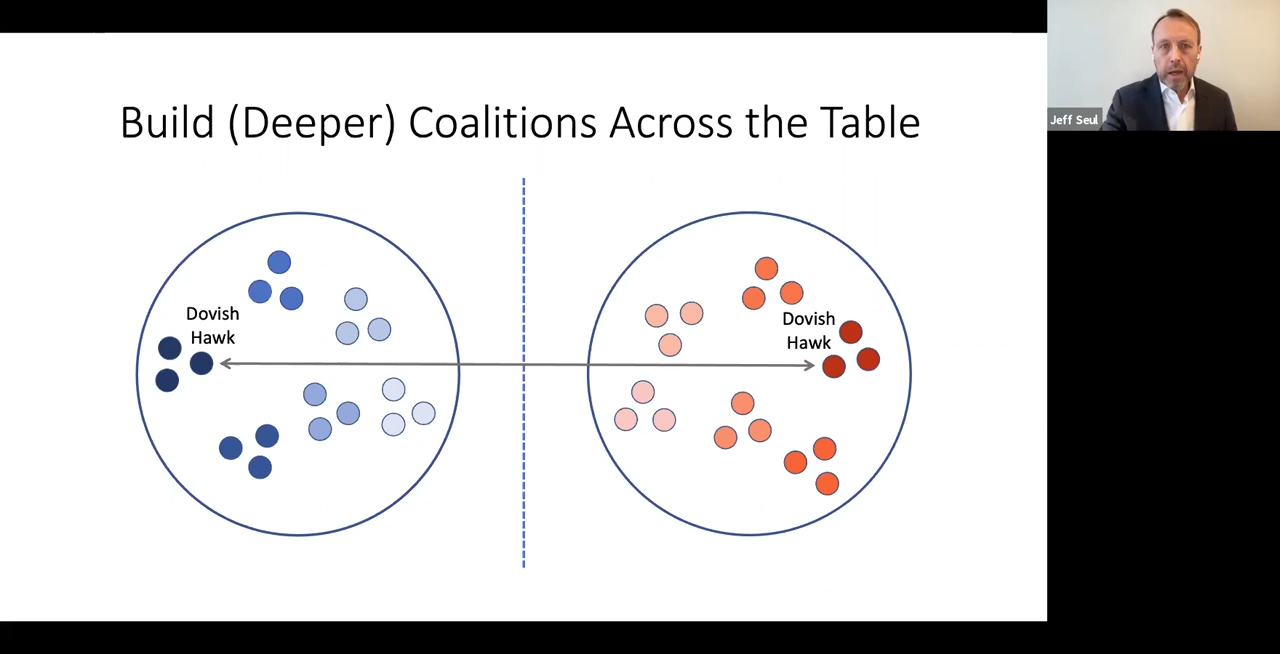 Build (Deeper) Coalitions Across the Table
Jeff Seul
Dovish
Hawk
Dovish
Hawk